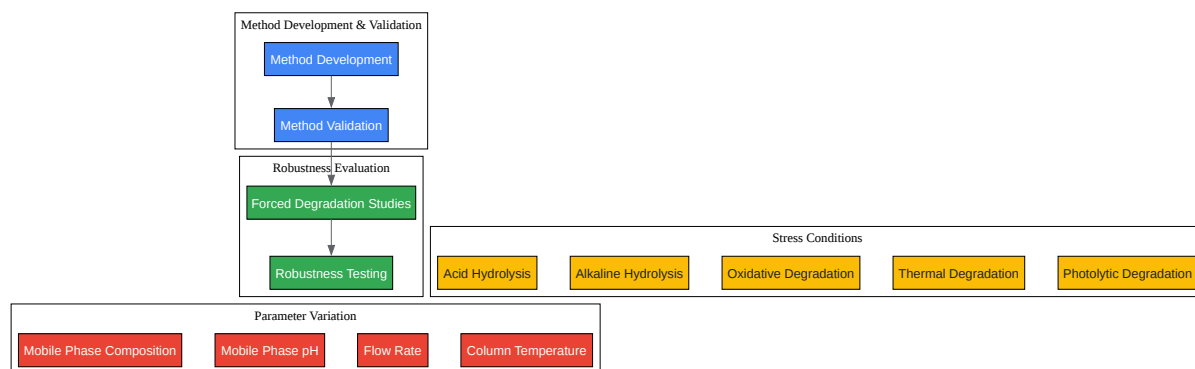 Method Development & Validation
Method Development
Method Validation
Robustness Evaluation
Forced Degradation Studies
Robustness Testing
Stress Conditions
Acid Hydrolysis
Alkaline Hydrolysis
Oxidative Degradation
Thermal Degradation
Photolytic Degradation
Parameter Variation
Mobile Phase Composition
Mobile Phase pH
Flow Rate
Column Temperature